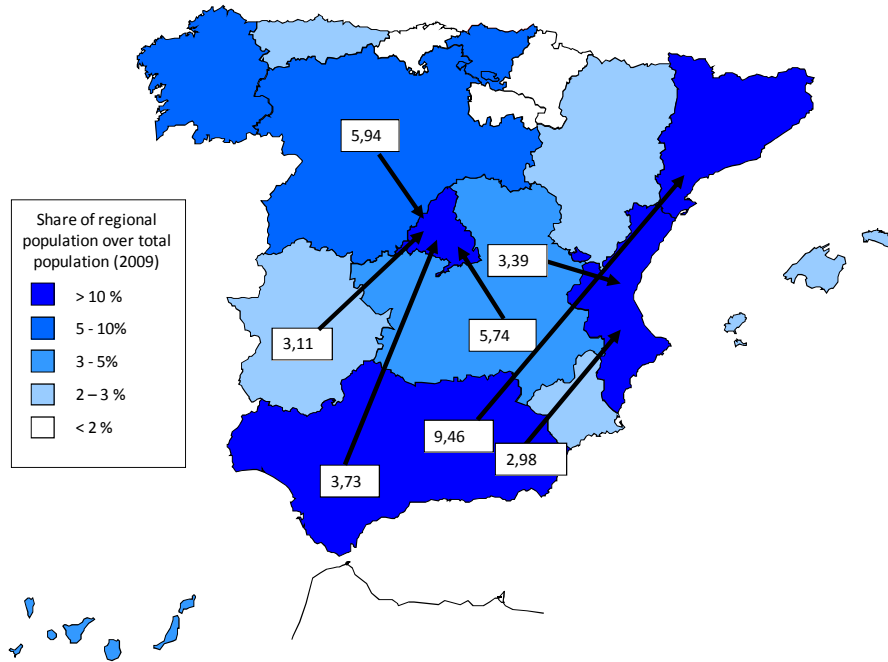 5,94
Share of regional
population over total
population (2009)
> 10 %
5 - 10%
3 - 5%
2 – 3 %
< 2 %
3,39
3,11
5,74
9,46
2,98
3,73